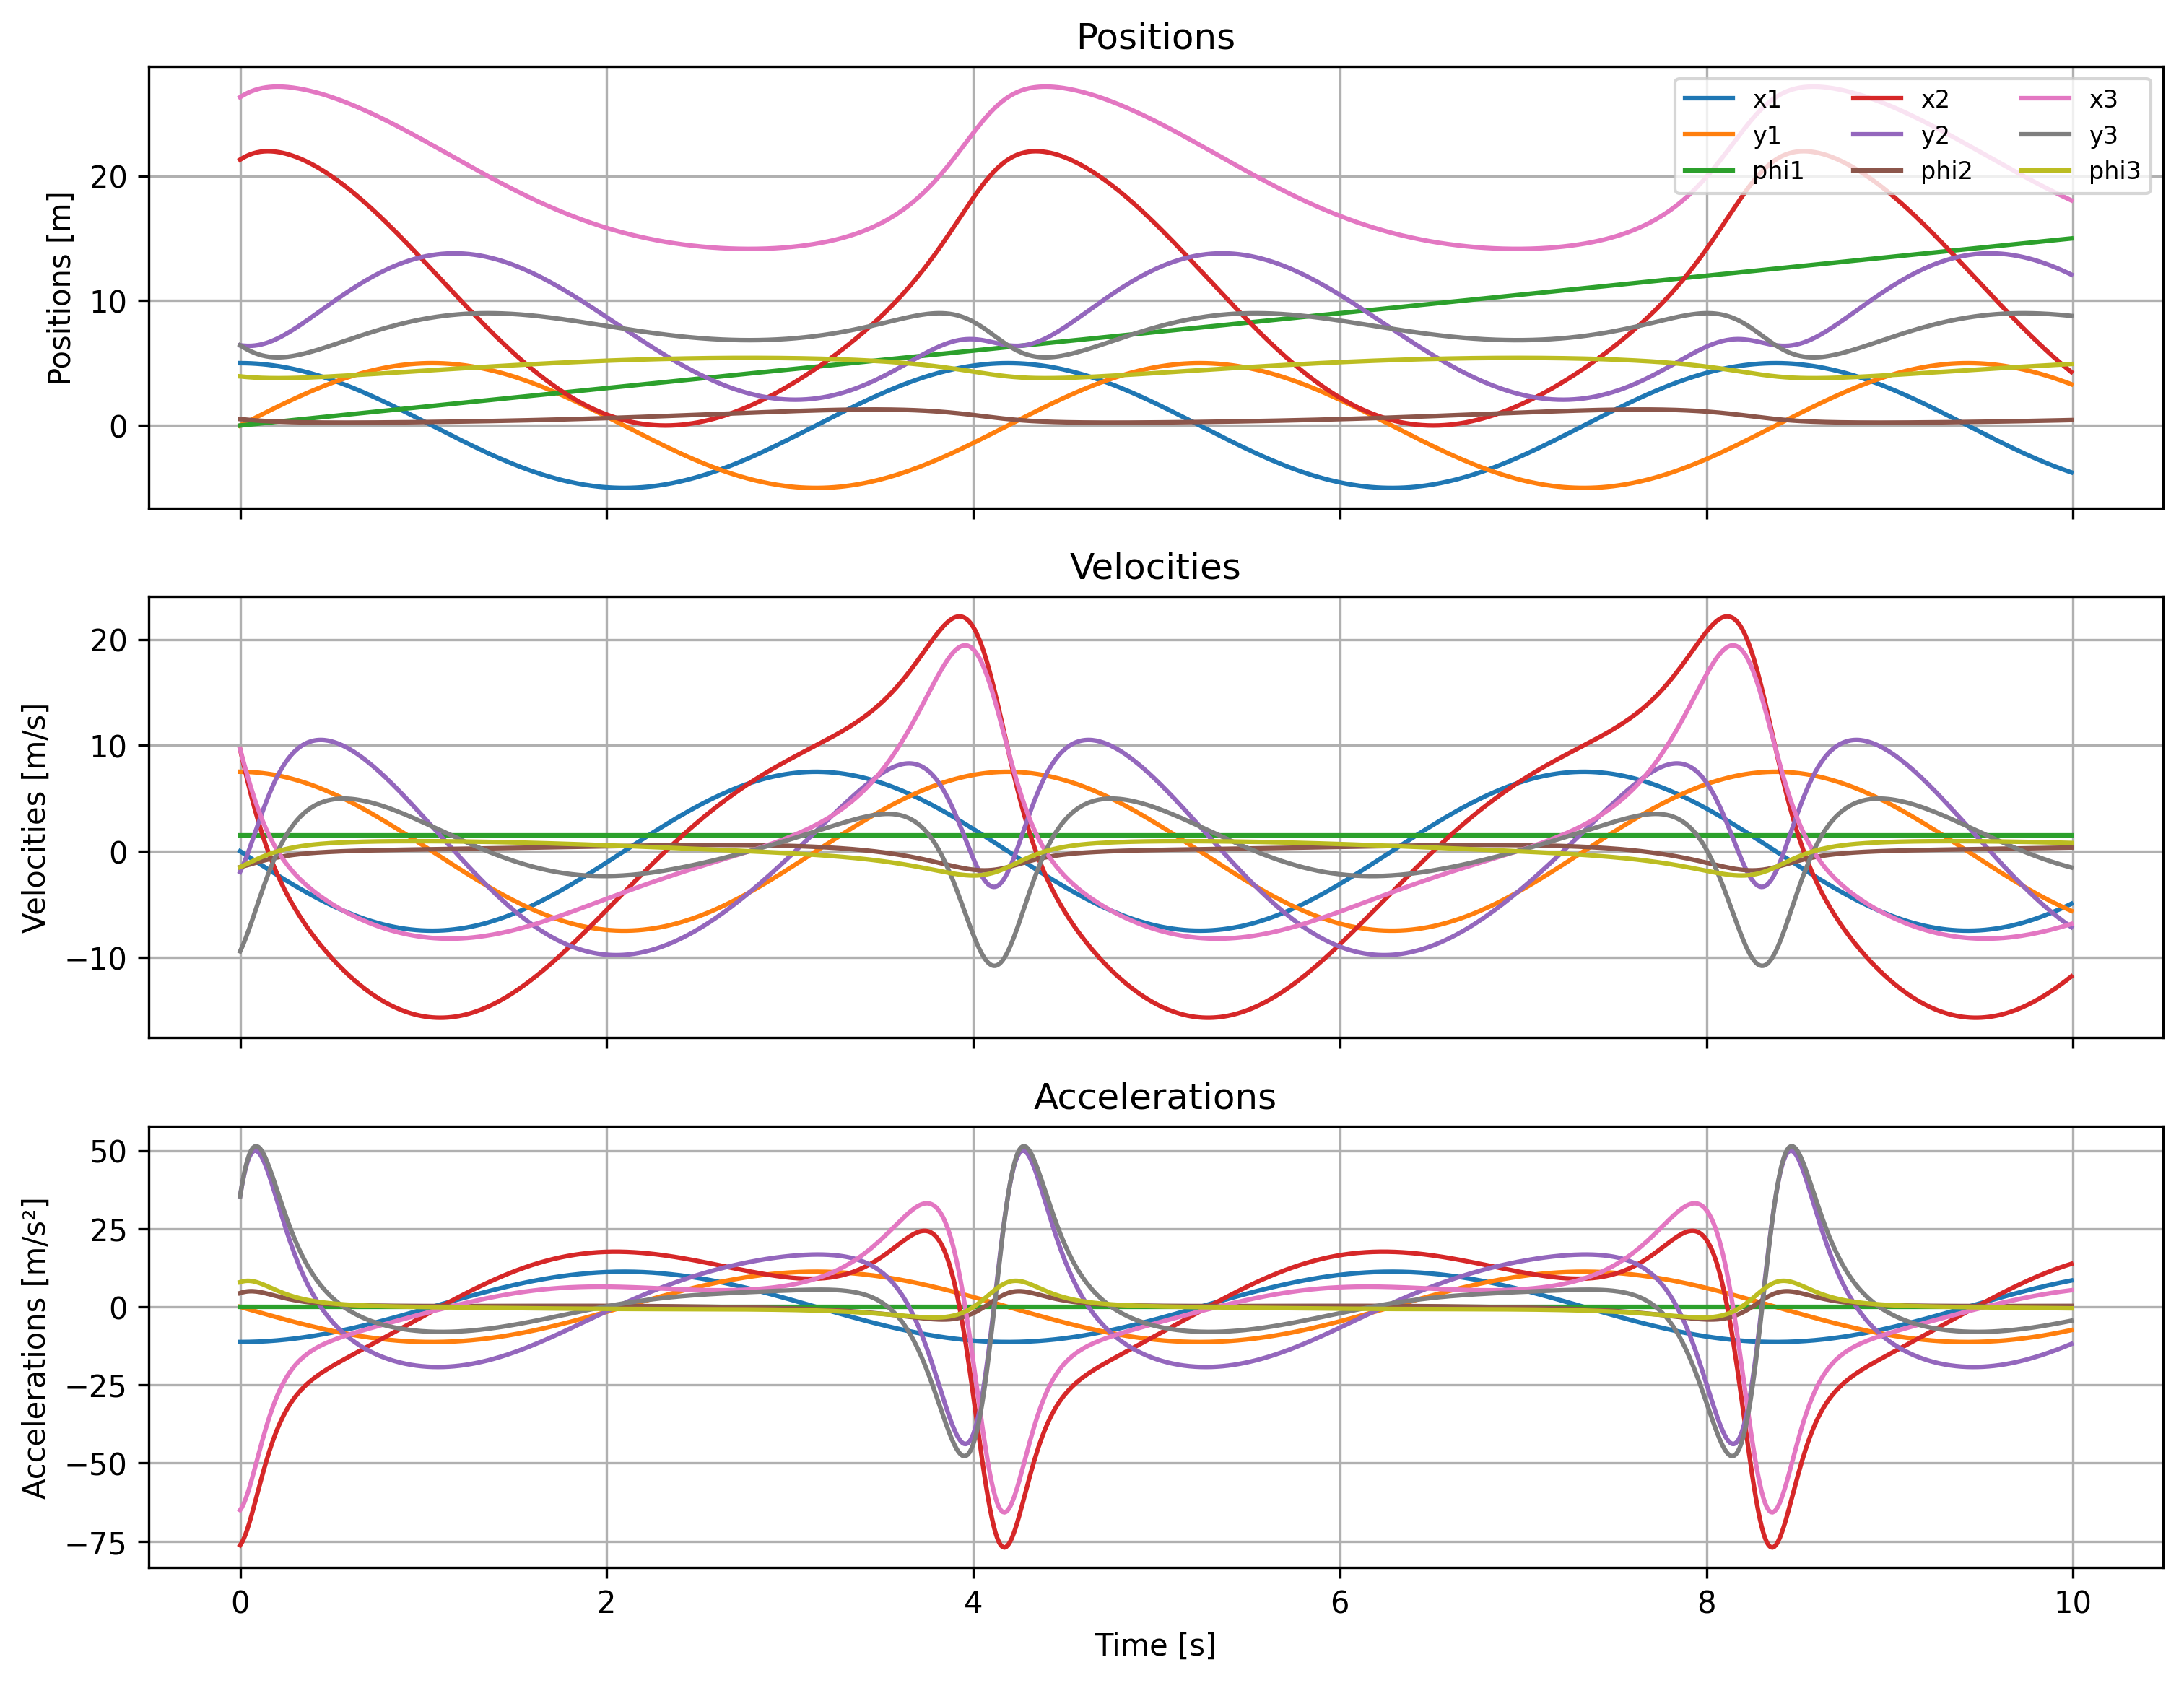 Positions
Positions [m]
20
10
0
x1 x2 x3
y1 y2 y3
phi1 phi2 phi3
Velocities
Velocities [m/s]
20
10
0
−10
Accelerations
Accelerations [m/s²]
50
25
0
−25
−50
−75
0 2 4 6 8 10
Time [s]